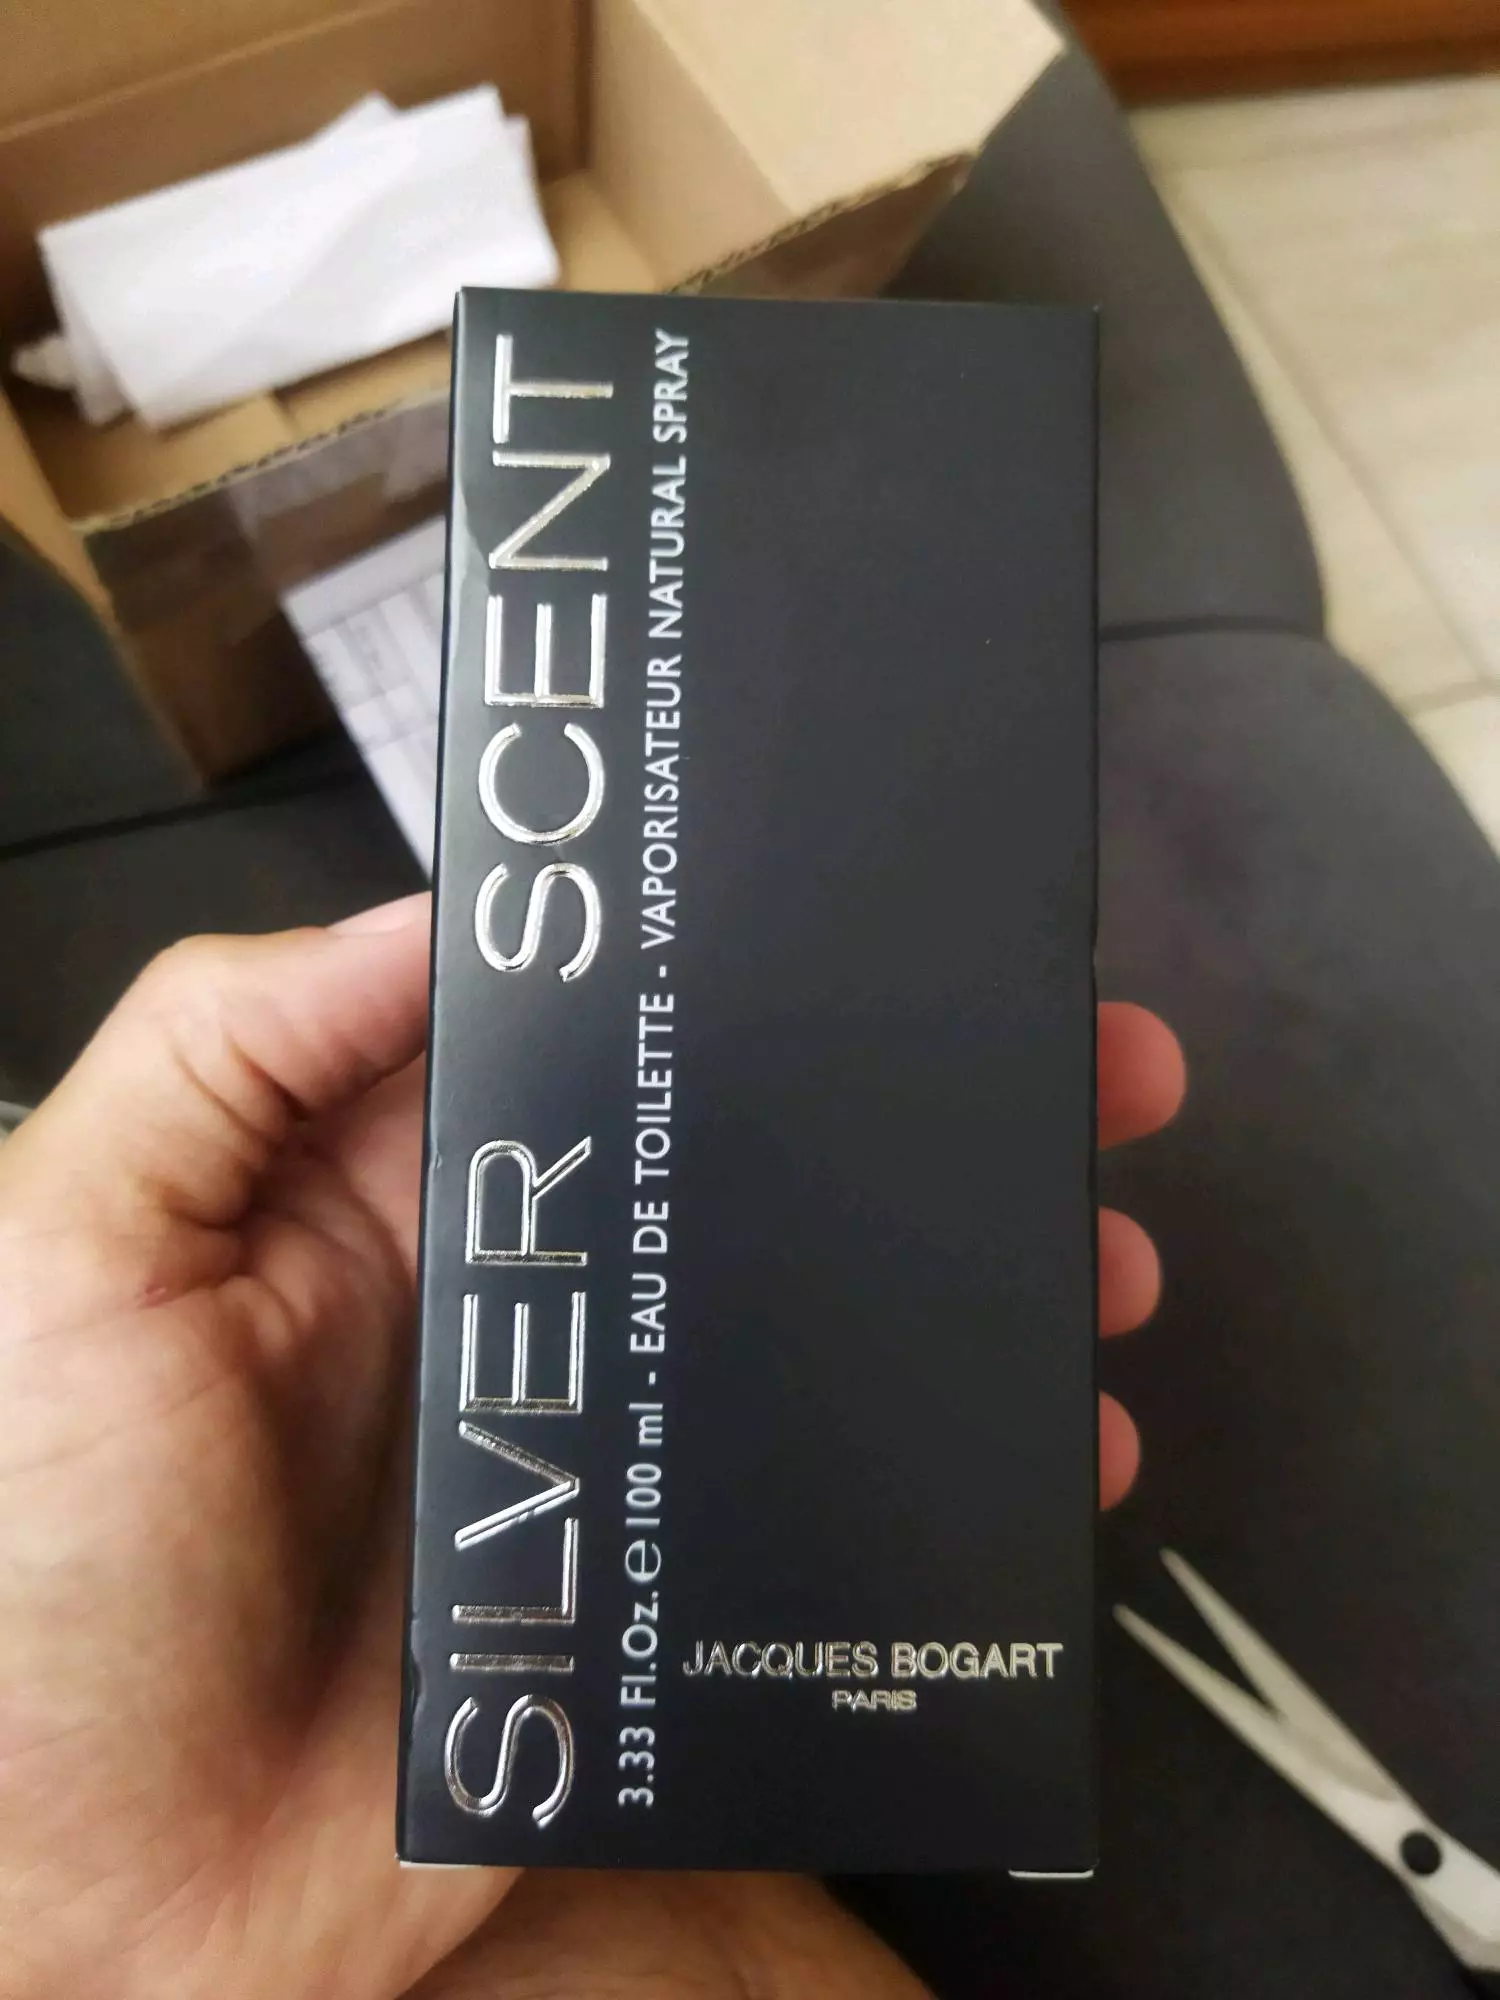 SILVER SCENT
3.33 Fl.Oz. ℮ 100 ml - EAU DE TOILETTE - VAPORISATEUR NATURAL SPRAY
JACQUES BOGART
PARIS